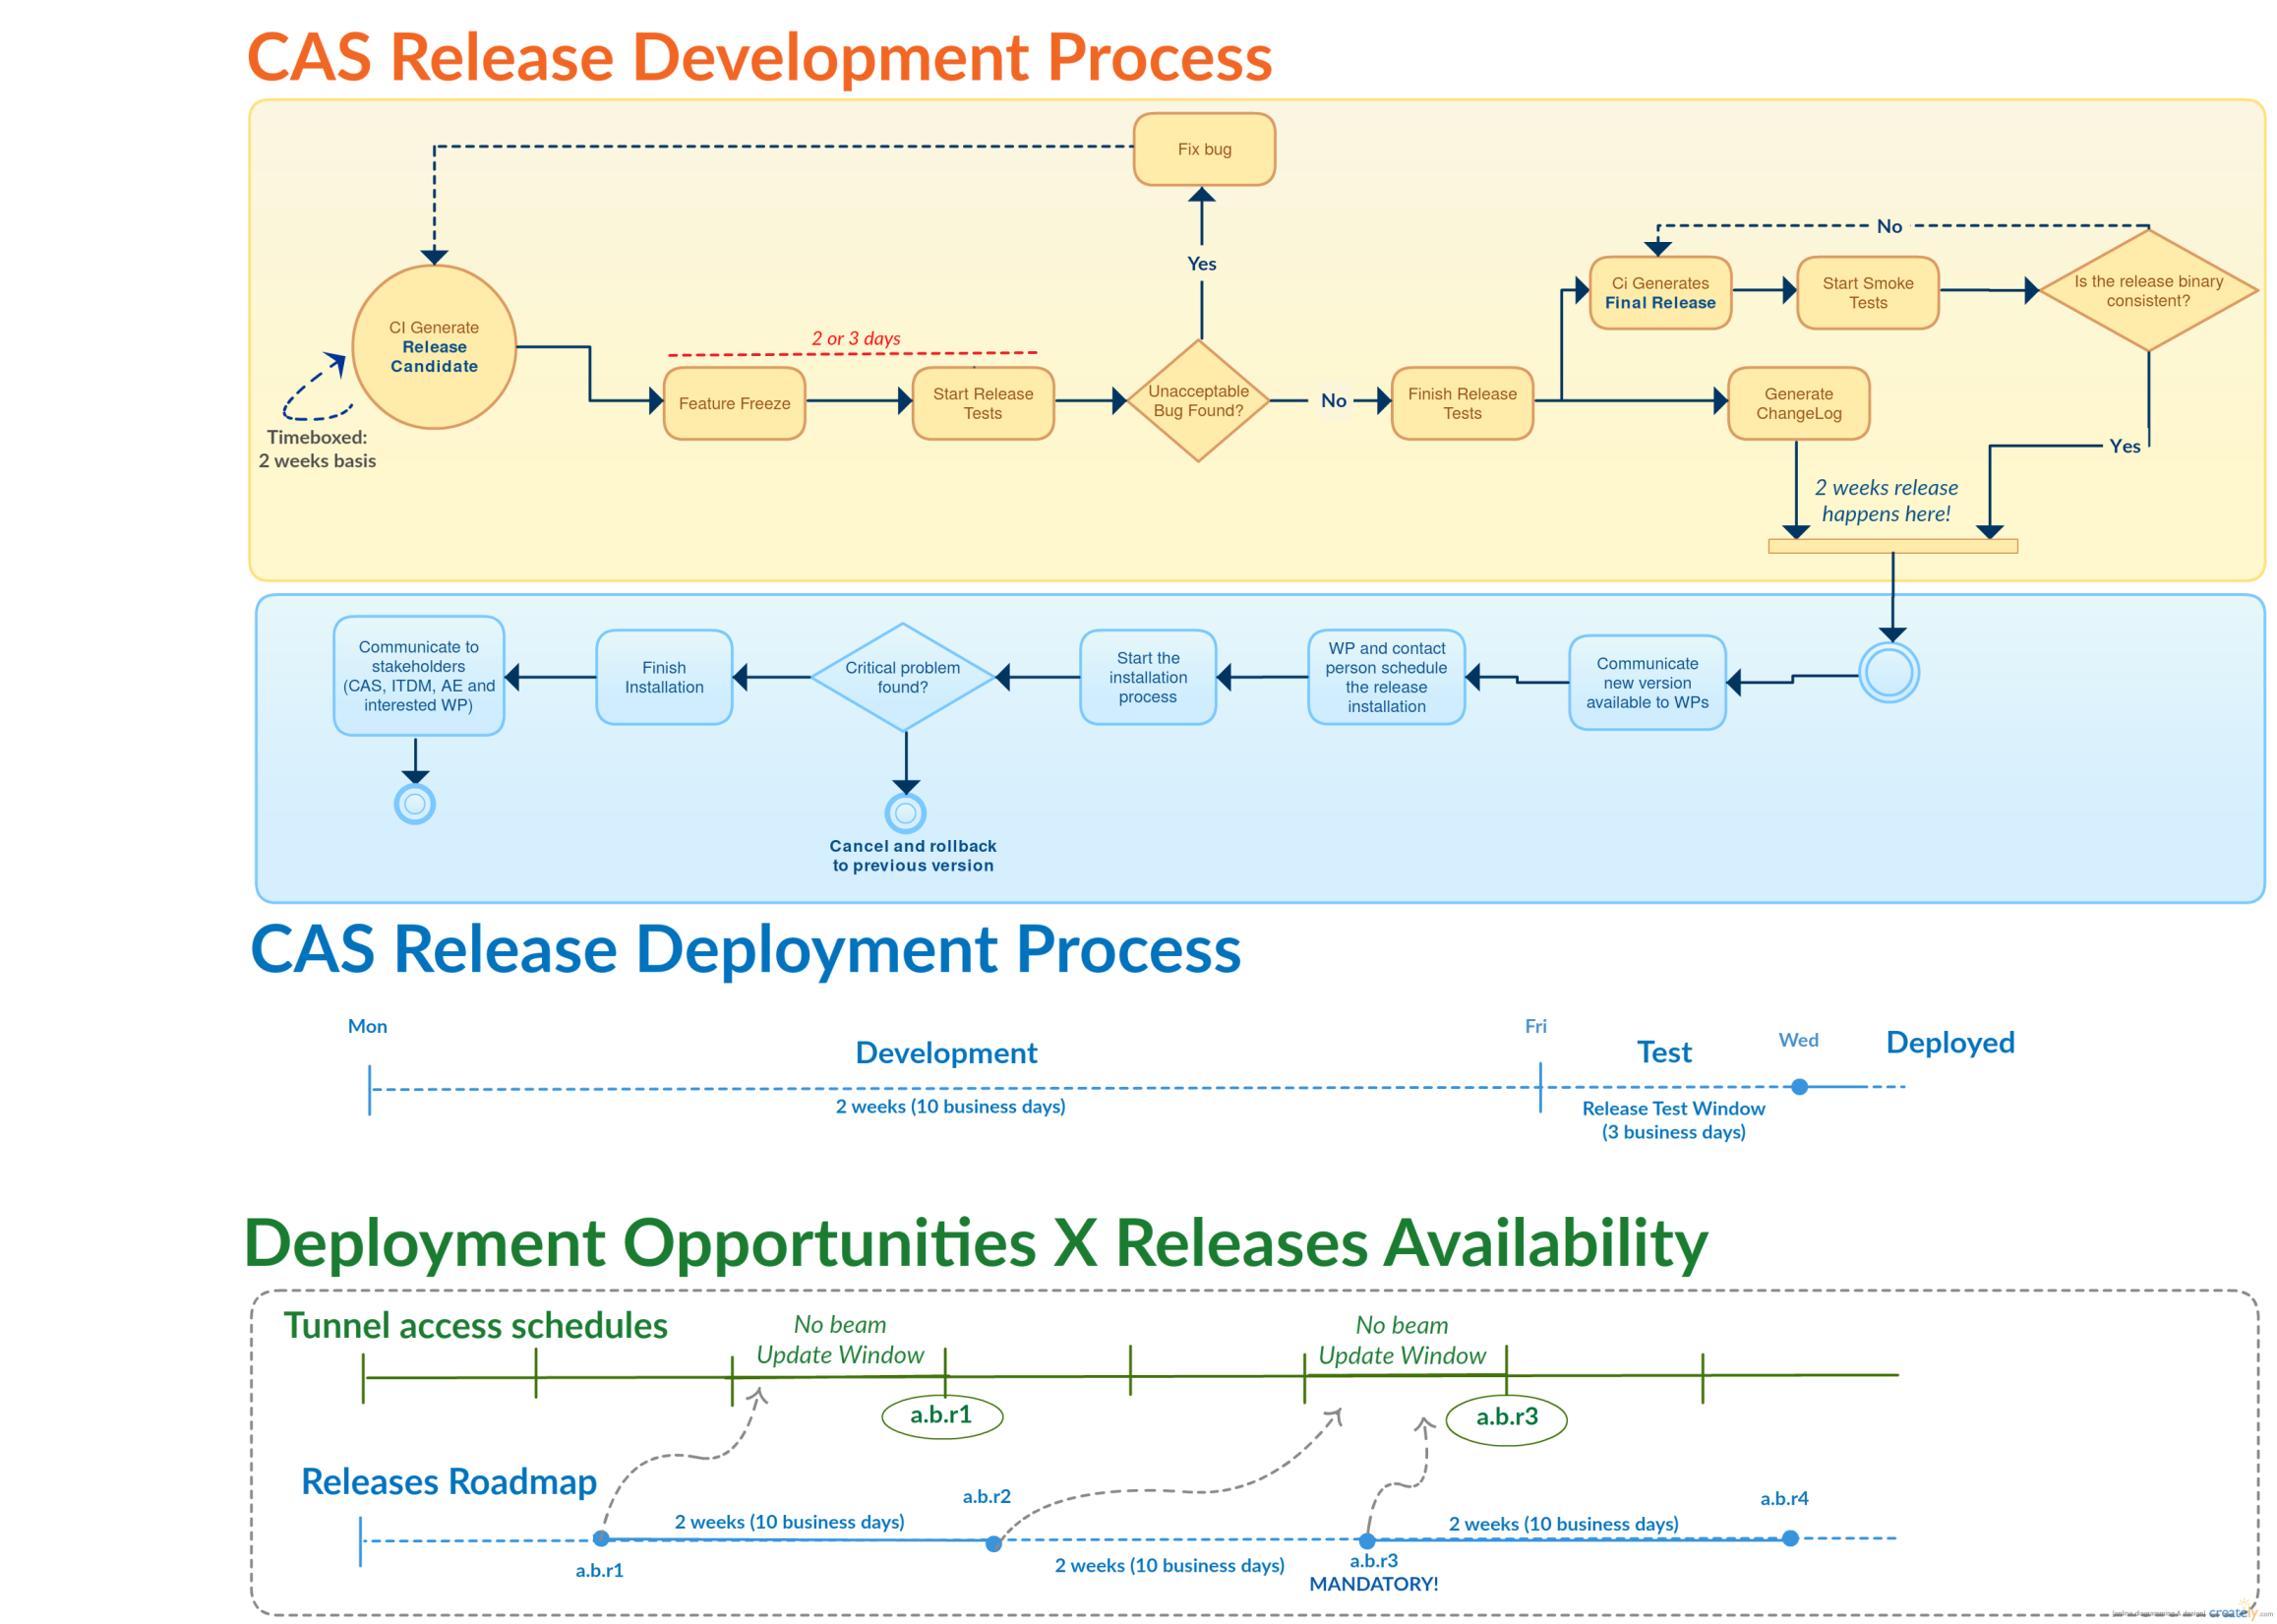 CAS Release Development Process
Fix bug
Yes
No
CI Generate
Release
Candidate
Timeboxed:
2 weeks basis
2 or 3 days
Feature Freeze
Start Release
Tests
Unacceptable
Bug Found?
No
Finish Release
Tests
Ci Generates
Final Release
Start Smoke
Tests
Is the release binary
consistent?
Generate
ChangeLog
Yes
2 weeks release
happens here!
Communicate to
stakeholders
(CAS, ITDM, AE and
interested WP)
Finish
Installation
Critical problem
found?
Start the
installation
process
WP and contact
person schedule
the release
installation
Communicate
new version
available to WPs
Cancel and rollback
to previous version
CAS Release Deployment Process
Mon
Development
2 weeks (10 business days)
Fri
Test
Release Test Window
(3 business days)
Wed
Deployed
Deployment Opportunities X Releases Availability
Tunnel access schedules
No beam
Update Window
No beam
Update Window
a.b.r1
a.b.r3
Releases Roadmap
a.b.r1
2 weeks (10 business days)
a.b.r2
2 weeks (10 business days)
a.b.r3
MANDATORY!
2 weeks (10 business days)
a.b.r4
creately